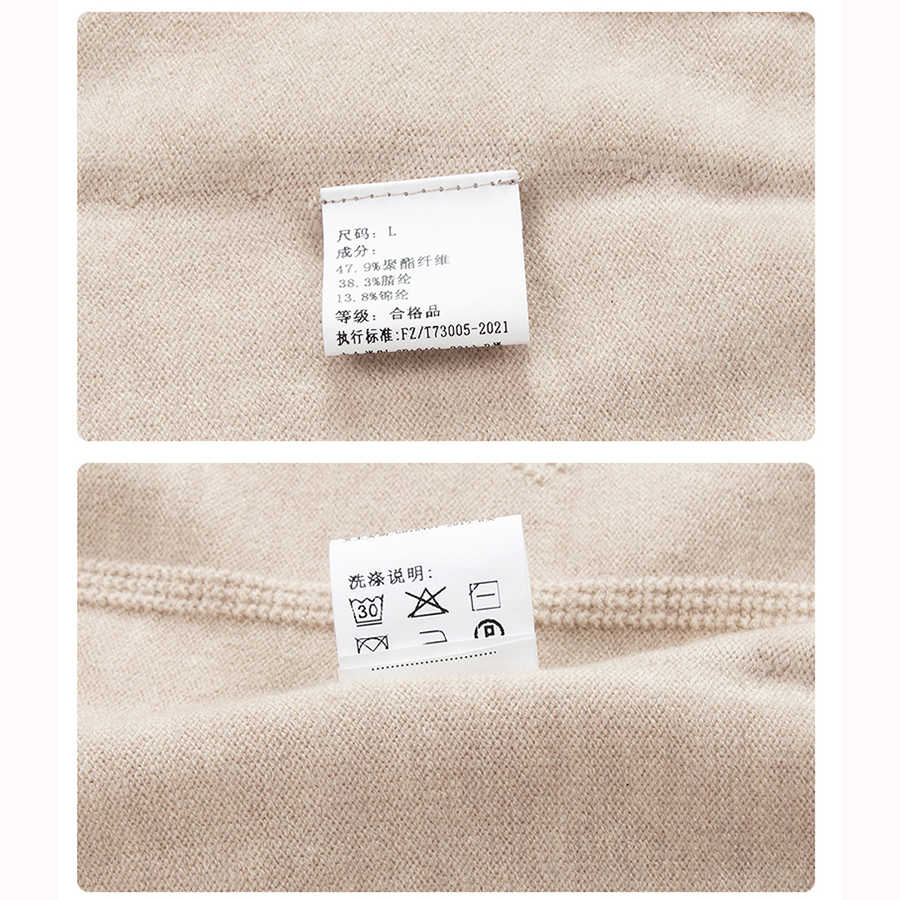 尺码: L
成分:
47.9%聚酯纤维
38.3%腈纶
13.8%锦纶
等级: 合格品
执行标准:FZ/T73005-2021
洗涤说明:
30